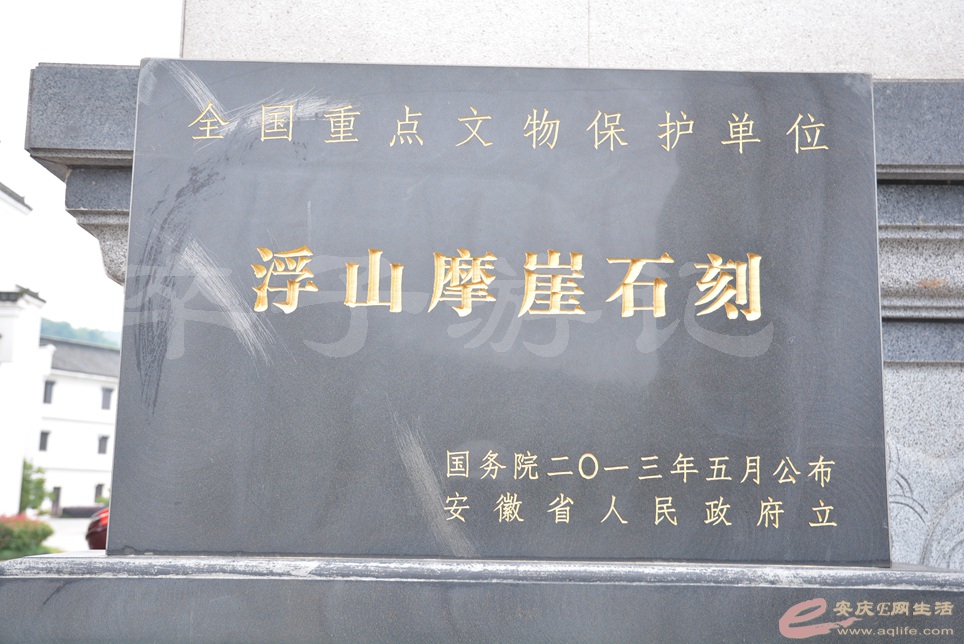 全国重点文物保护单位
浮山摩崖石刻
国务院二〇一三年五月公布
安徽省人民政府立
安庆E网生活
www.aqlife.com